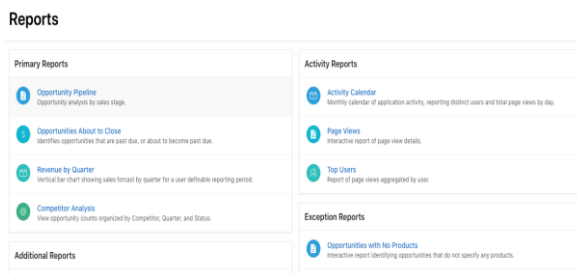 Reports
Primary Reports
Opportunity Pipeline
Opportunity analysis by sales stage.
Opportunities About to Close
Identifies opportunities that are past due, or about to become past due.
Revenue by Quarter
Vertical bar chart showing sales forcast by quarter for a user definable reporting period.
Competitor Analysis
View opportunity counts organized by Competitor, Quarter, and Status.
Additional Reports
Activity Reports
Activity Calendar
Monthly calendar of application activity, reporting distinct users and total page views by day.
Page Views
Interactive report of page view details.
Top Users
Report of page views aggregated by user.
Exception Reports
Opportunities with No Products
Interactive report identifying opportunities that do not specify any products.